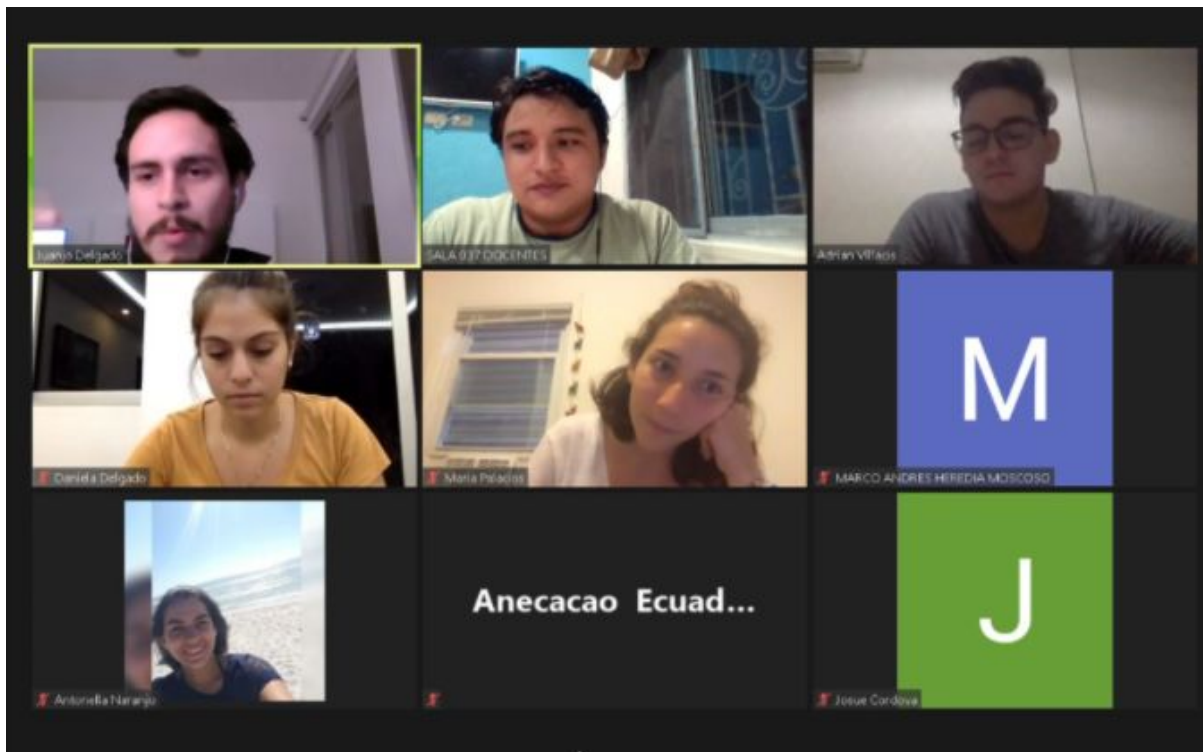 Juanjo Delgado
SALA 037 DOCENTES
Adrian Villacis
Daniela Delgado
Maria Palacios
M
MARCO ANDRES HEREDIA MOSCOSO
Antonella Naranjo
Anecacao Ecuad...
J
Josue Cordova